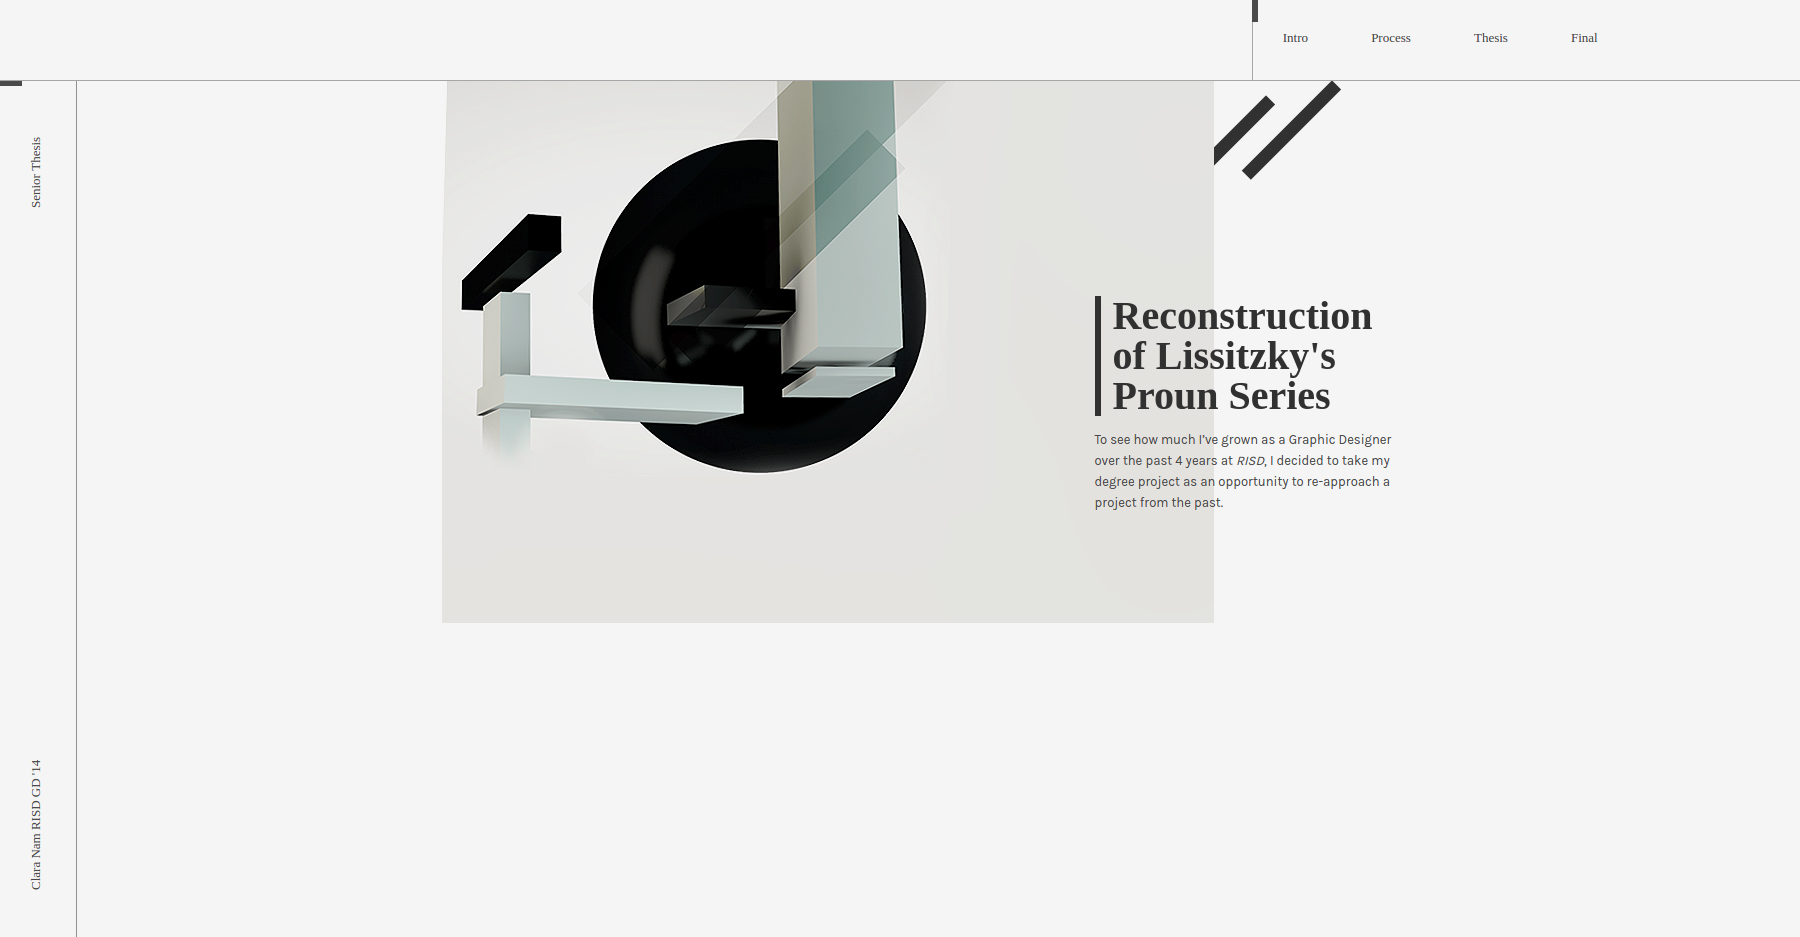 Intro
Process
Thesis
Final
Senior Thesis
Reconstruction
of Lissitzky's
Proun Series
To see how much I've grown as a Graphic Designer
over the past 4 years at RISD, I decided to take my
degree project as an opportunity to re-approach a
project from the past.
Clara Nam RISD GD '14